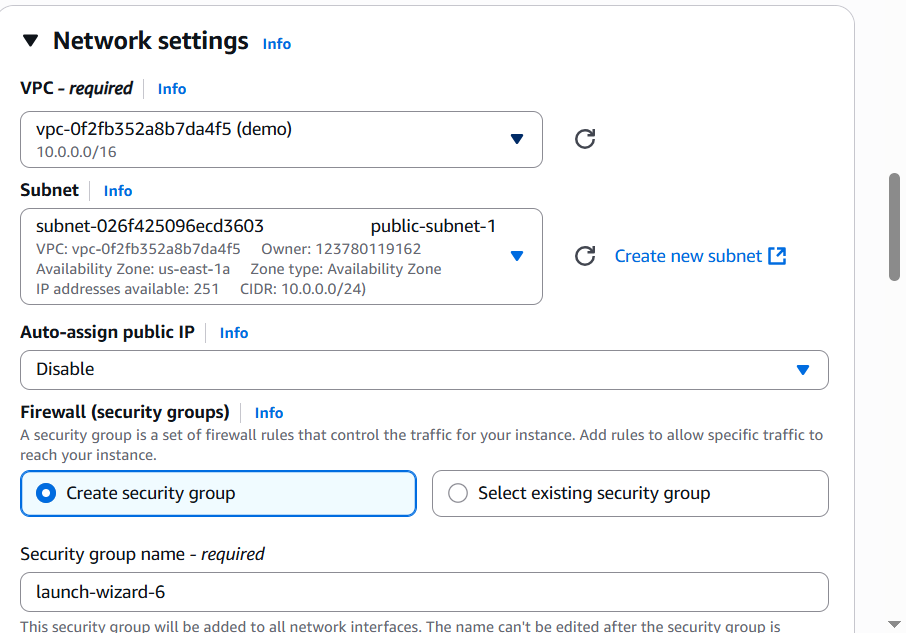 Network settings Info
VPC - required Info
vpc-0f2fb352a8b7da4f5 (demo)
10.0.0.0/16
Subnet Info
subnet-026f425096ecd3603 public-subnet-1
VPC: vpc-0f2fb352a8b7da4f5 Owner: 123780119162
Availability Zone: us-east-1a Zone type: Availability Zone
IP addresses available: 251 CIDR: 10.0.0.0/24)
Create new subnet
Auto-assign public IP Info
Disable
Firewall (security groups) Info
A security group is a set of firewall rules that control the traffic for your instance. Add rules to allow specific traffic to
reach your instance.
Create security group Select existing security group
Security group name - required
launch-wizard-6
This security group will be added to all network interfaces. The name can't be edited after the security group is